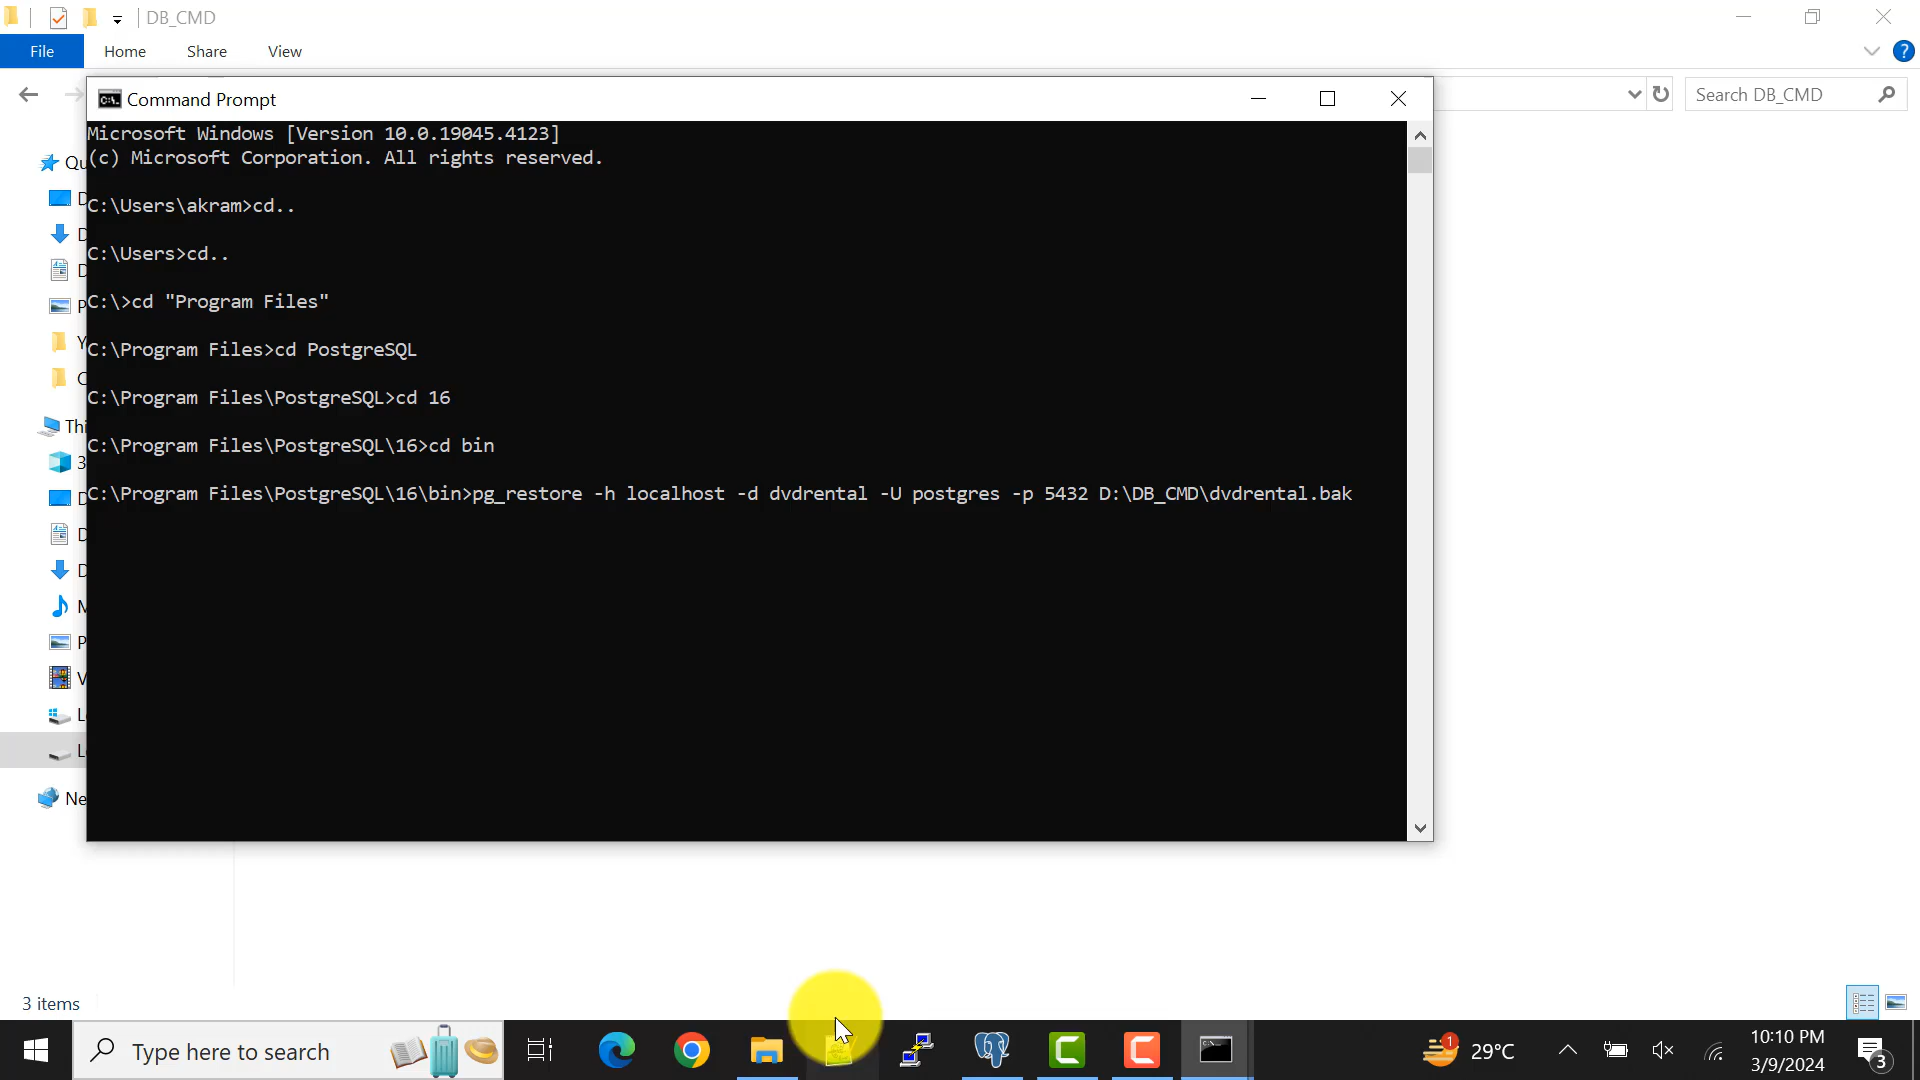 DB_CMD
File Home Share View
Command Prompt
Search DB_CMD
Microsoft Windows [Version 10.0.19045.4123]
(c) Microsoft Corporation. All rights reserved.
C:\Users\akram>cd..
C:\Users>cd..
C:\>cd "Program Files"
C:\Program Files>cd PostgreSQL
C:\Program Files\PostgreSQL>cd 16
C:\Program Files\PostgreSQL\16>cd bin
C:\Program Files\PostgreSQL\16\bin>pg_restore -h localhost -d dvdrental -U postgres -p 5432 D:\DB_CMD\dvdrental.bak
3 items
Type here to search
1
29°C
10:10 PM
3/9/2024
3